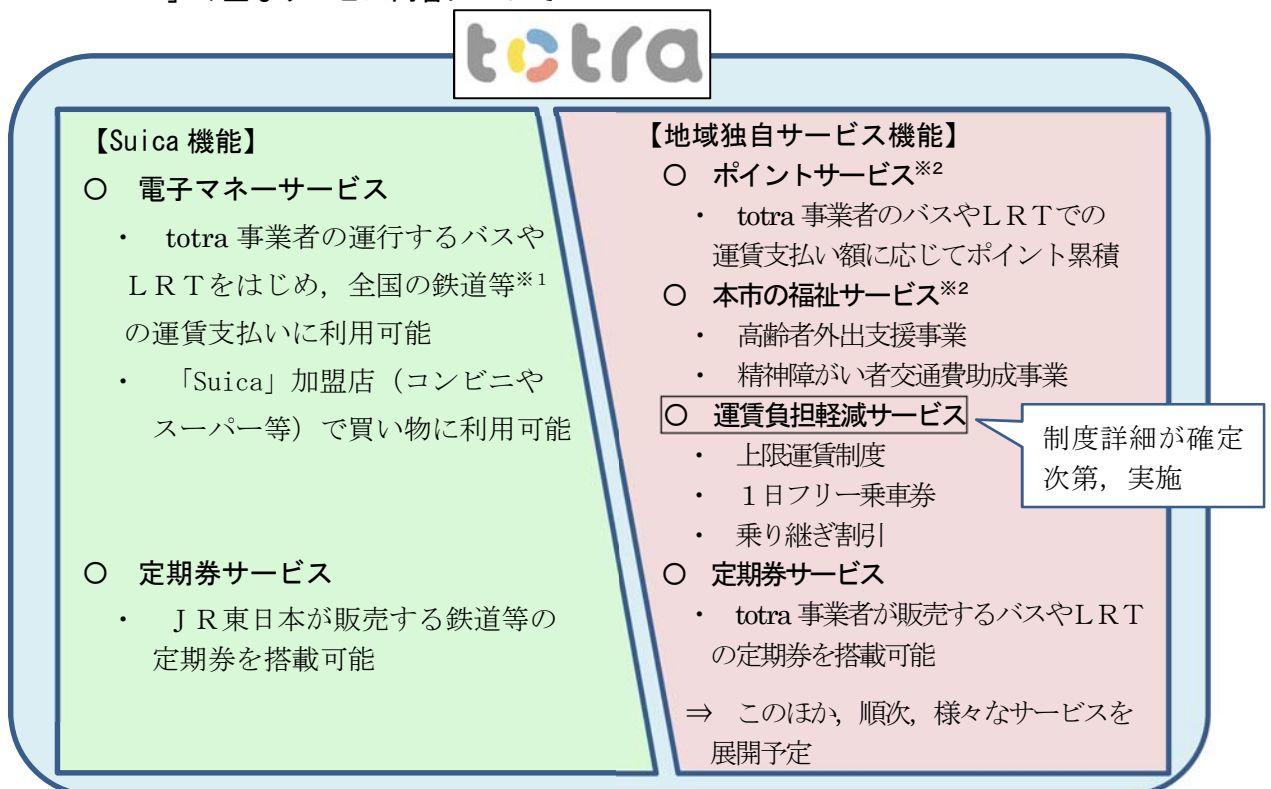 totra
【Suica 機能】
〇 電子マネーサービス
・ totra 事業者の運行するバスや
ＬＲＴをはじめ，全国の鉄道等※1
の運賃支払いに利用可能
・ 「Suica」加盟店（コンビニや
スーパー等）で買い物に利用可能
〇 定期券サービス
・ ＪＲ東日本が販売する鉄道等の
定期券を搭載可能
【地域独自サービス機能】
〇 ポイントサービス※2
・ totra 事業者のバスやＬＲＴでの
運賃支払い額に応じてポイント累積
〇 本市の福祉サービス※2
・ 高齢者外出支援事業
・ 精神障がい者交通費助成事業
〇 運賃負担軽減サービス
・ 上限運賃制度
・ １日フリー乗車券
・ 乗り継ぎ割引
制度詳細が確定
次第，実施
〇 定期券サービス
・ totra 事業者が販売するバスやＬＲＴ
の定期券を搭載可能
⇒ このほか，順次，様々なサービスを
展開予定